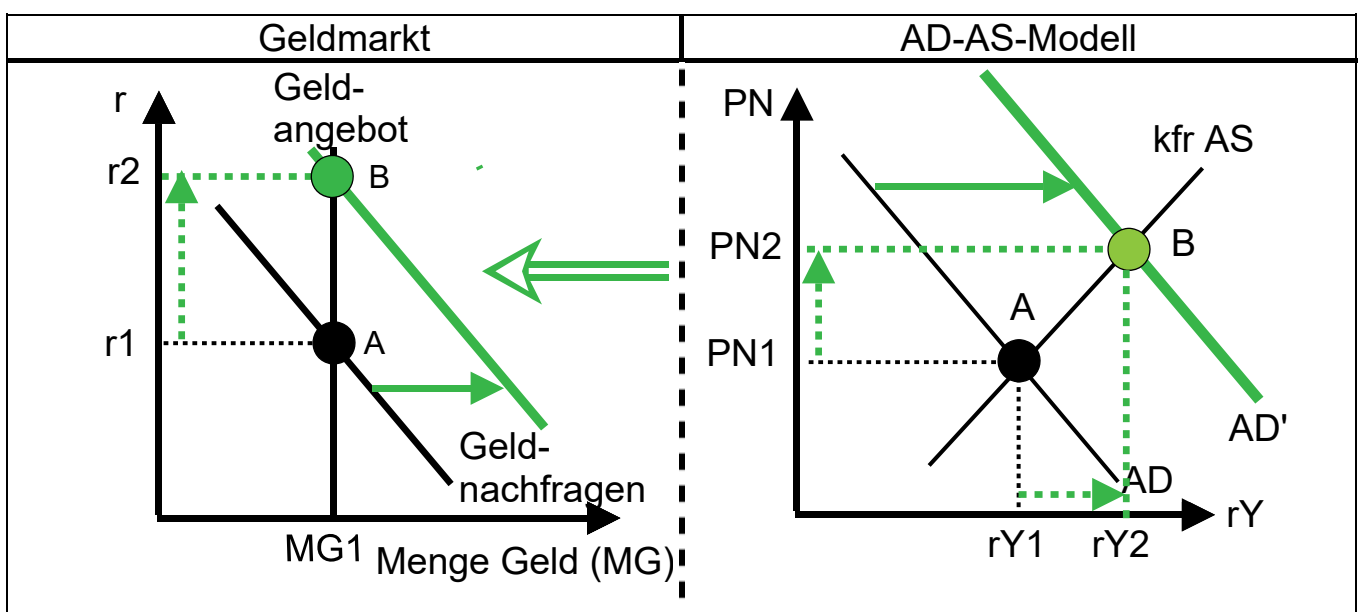 Geldmarkt
AD-AS-Modell
r
Geld-
angebot
r2
B
r1
A
Geld-
nachfragen
MG1
Menge Geld (MG)
PN
kfr AS
PN2
B
A
PN1
AD'
AD
rY
rY1
rY2